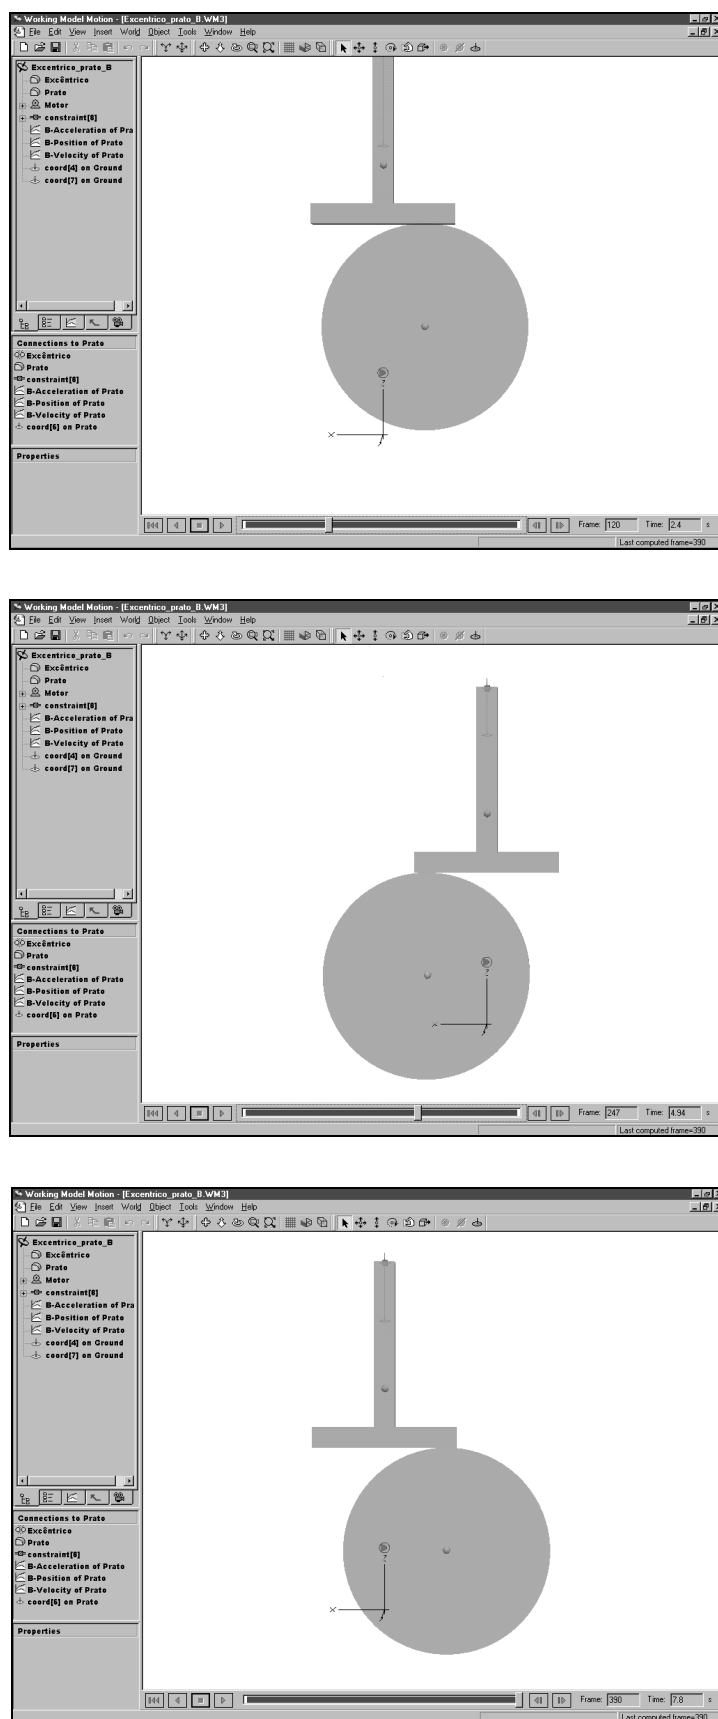 Working Model Motion - [Excentrico_prato_B.WM3]
File Edit View Insert World Object Tools Window Help
Excentrico_prato_B
Excêntrico
Prato
Motor
constraint[8]
B-Acceleration of Pra
B-Position of Prato
B-Velocity of Prato
coord[4] on Ground
coord[7] on Ground
Connections to Prato
Excêntrico
Prato
constraint[8]
B-Acceleration of Prato
B-Position of Prato
B-Velocity of Prato
coord[6] on Prato
Properties
Frame: 120 Time: 2.4 s
Last computed frame=390
Working Model Motion - [Excentrico_prato_B.WM3]
File Edit View Insert World Object Tools Window Help
Excentrico_prato_B
Excêntrico
Prato
Motor
constraint[8]
B-Acceleration of Pra
B-Position of Prato
B-Velocity of Prato
coord[4] on Ground
coord[7] on Ground
Connections to Prato
Excêntrico
Prato
constraint[8]
B-Acceleration of Prato
B-Position of Prato
B-Velocity of Prato
coord[6] on Prato
Properties
Frame: 247 Time: 4.94 s
Last computed frame=390
Working Model Motion - [Excentrico_prato_B.WM3]
File Edit View Insert World Object Tools Window Help
Excentrico_prato_B
Excêntrico
Prato
Motor
constraint[8]
B-Acceleration of Pra
B-Position of Prato
B-Velocity of Prato
coord[4] on Ground
coord[7] on Ground
Connections to Prato
Excêntrico
Prato
constraint[8]
B-Acceleration of Prato
B-Position of Prato
B-Velocity of Prato
coord[6] on Prato
Properties
Frame: 390 Time: 7.8 s
Last computed frame=390